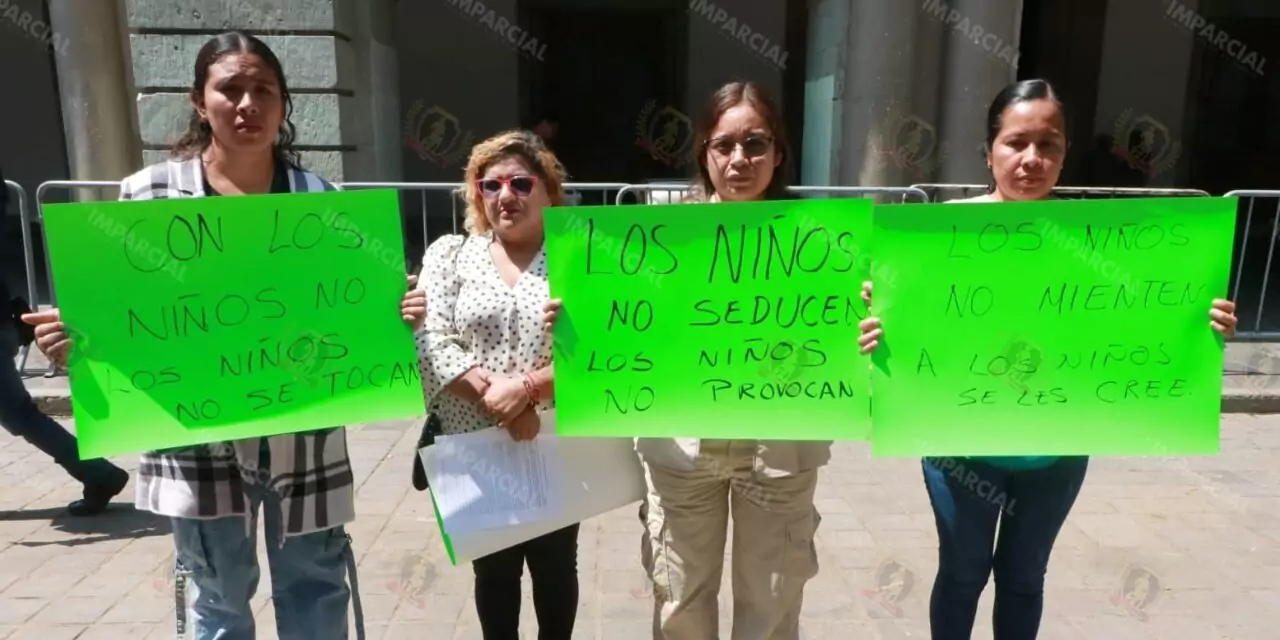 CON LOS
NIÑOS NO
LOS NIÑOS
NO SE TOCAN
LOS NIÑOS
NO SEDUCEN
LOS NIÑOS
NO PROVOCAN
LOS NIÑOS
NO MIENTEN
A LOS NIÑOS
SE LES CREE.
IMPARCIAL